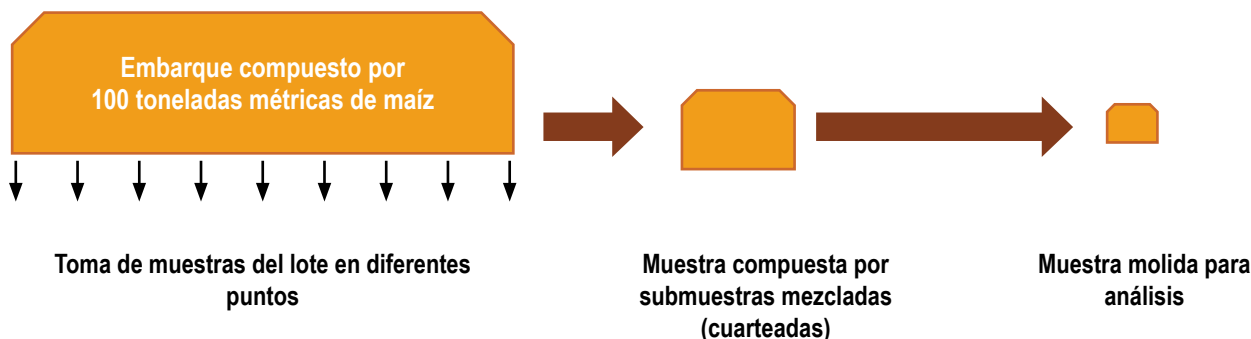 Embarque compuesto por
100 toneladas métricas de maíz
Toma de muestras del lote en diferentes
puntos
Muestra compuesta por
submuestras mezcladas
(cuarteadas)
Muestra molida para
análisis